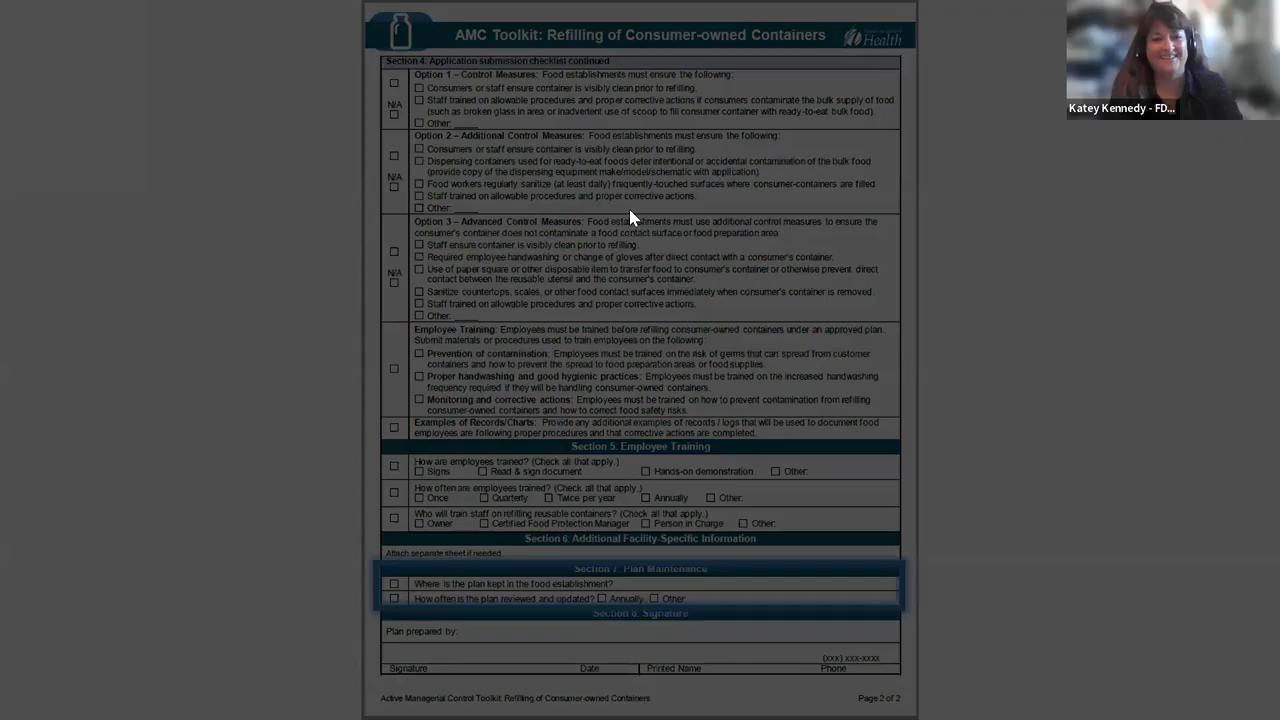 AMC Toolkit: Refilling of Consumer-owned Containers
Health
Katey Kennedy - FD...
Section 4: Application submission checklist continued
Option 1 – Control Measures: Food establishments must ensure the following:
Consumers or staff ensure container is visibly clean prior to refilling.
N/A
Staff trained on allowable procedures and proper corrective actions if consumers contaminate the bulk supply of food
(such as broken glass in area or inadvertent use of scoop to fill consumer container with ready-to-eat bulk food).
Other: _____
Option 2 – Additional Control Measures: Food establishments must ensure the following:
Consumers or staff ensure container is visibly clean prior to refilling.
Dispensing containers used for ready-to-eat foods deter intentional or accidental contamination of the bulk food
(provide copy of the dispensing equipment make/model/schematic with application).
N/A
Food workers regularly sanitize (at least daily) frequently-touched surfaces where consumer-containers are filled.
Staff trained on allowable procedures and proper corrective actions.
Other: _____
Option 3 – Advanced Control Measures: Food establishments must use additional control measures to ensure the
consumer's container does not contaminate a food contact surface or food preparation area.
Staff ensure container is visibly clean prior to refilling.
Required employee handwashing or change of gloves after direct contact with a consumer's container.
N/A
Use of paper square or other disposable item to transfer food to consumer's container or otherwise prevent direct
contact between the reusable utensil and the consumer's container.
Sanitize countertops, scales, or other food contact surfaces immediately when consumer's container is removed.
Staff trained on allowable procedures and proper corrective actions.
Other: _____
Employee Training: Employees must be trained before refilling consumer-owned containers under an approved plan.
Submit materials or procedures used to train employees on the following:
Prevention of contamination: Employees must be trained on the risk of germs that can spread from customer
containers and how to prevent the spread to food preparation areas or food supplies.
Proper handwashing and good hygienic practices: Employees must be trained on the increased handwashing
frequency required if they will be handling consumer-owned containers.
Monitoring and corrective actions: Employees must be trained on how to prevent contamination from refilling
consumer-owned containers and how to correct food safety risks.
Examples of Records/Charts: Provide any additional examples of records / logs that will be used to document food
employees are following proper procedures and that corrective actions are completed.
Section 5: Employee Training
How are employees trained? (Check all that apply.)
Signs Read & sign document Hands-on demonstration Other:
How often are employees trained? (Check all that apply.)
Once Quarterly Twice per year Annually Other:
Who will train staff on refilling reusable containers? (Check all that apply.)
Owner Certified Food Protection Manager Person in Charge Other:
Section 6: Additional Facility-Specific Information
Attach separate sheet if needed.
Section 7: Plan Maintenance
Where is the plan kept in the food establishment?
How often is the plan reviewed and updated? Annually Other:
Section 8: Signature
Plan prepared by:
(xxx) xxx-xxxx
Signature Date Printed Name Phone
Active Managerial Control Toolkit: Refilling of Consumer-owned Containers Page 2 of 2